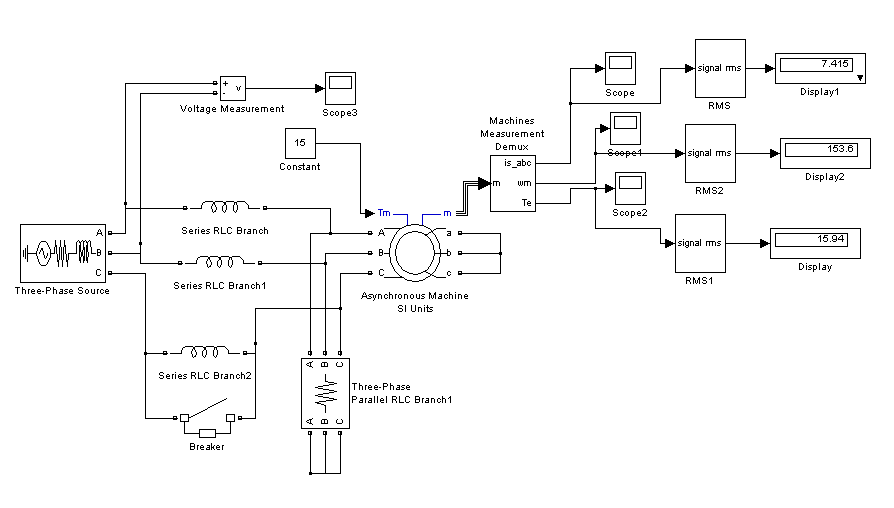 +
-
v
Voltage Measurement
Scope3
15
Constant
Machines
Measurement
Demux
is_abc
m
wm
Te
Scope
Scope1
Scope2
signal rms
RMS
7.415
Display1
signal rms
RMS2
153.6
Display2
signal rms
RMS1
15.94
Display
A
B
C
Three-Phase Source
Series RLC Branch
Series RLC Branch1
Series RLC Branch2
Breaker
Tm
m
A
B
C
a
b
c
Asynchronous Machine
SI Units
A
B
C
A
B
C
Three-Phase
Parallel RLC Branch1